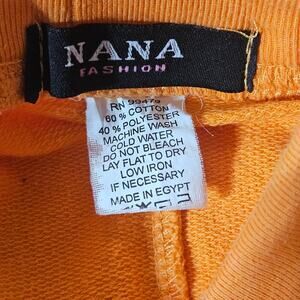 NANA
FASHION
RN 99479
60 % COTTON
40 % POLYESTER
MACHINE WASH
COLD WATER
DO NOT BLEACH
LAY FLAT TO DRY
LOW IRON
IF NECESSARY
MADE IN EGYPT